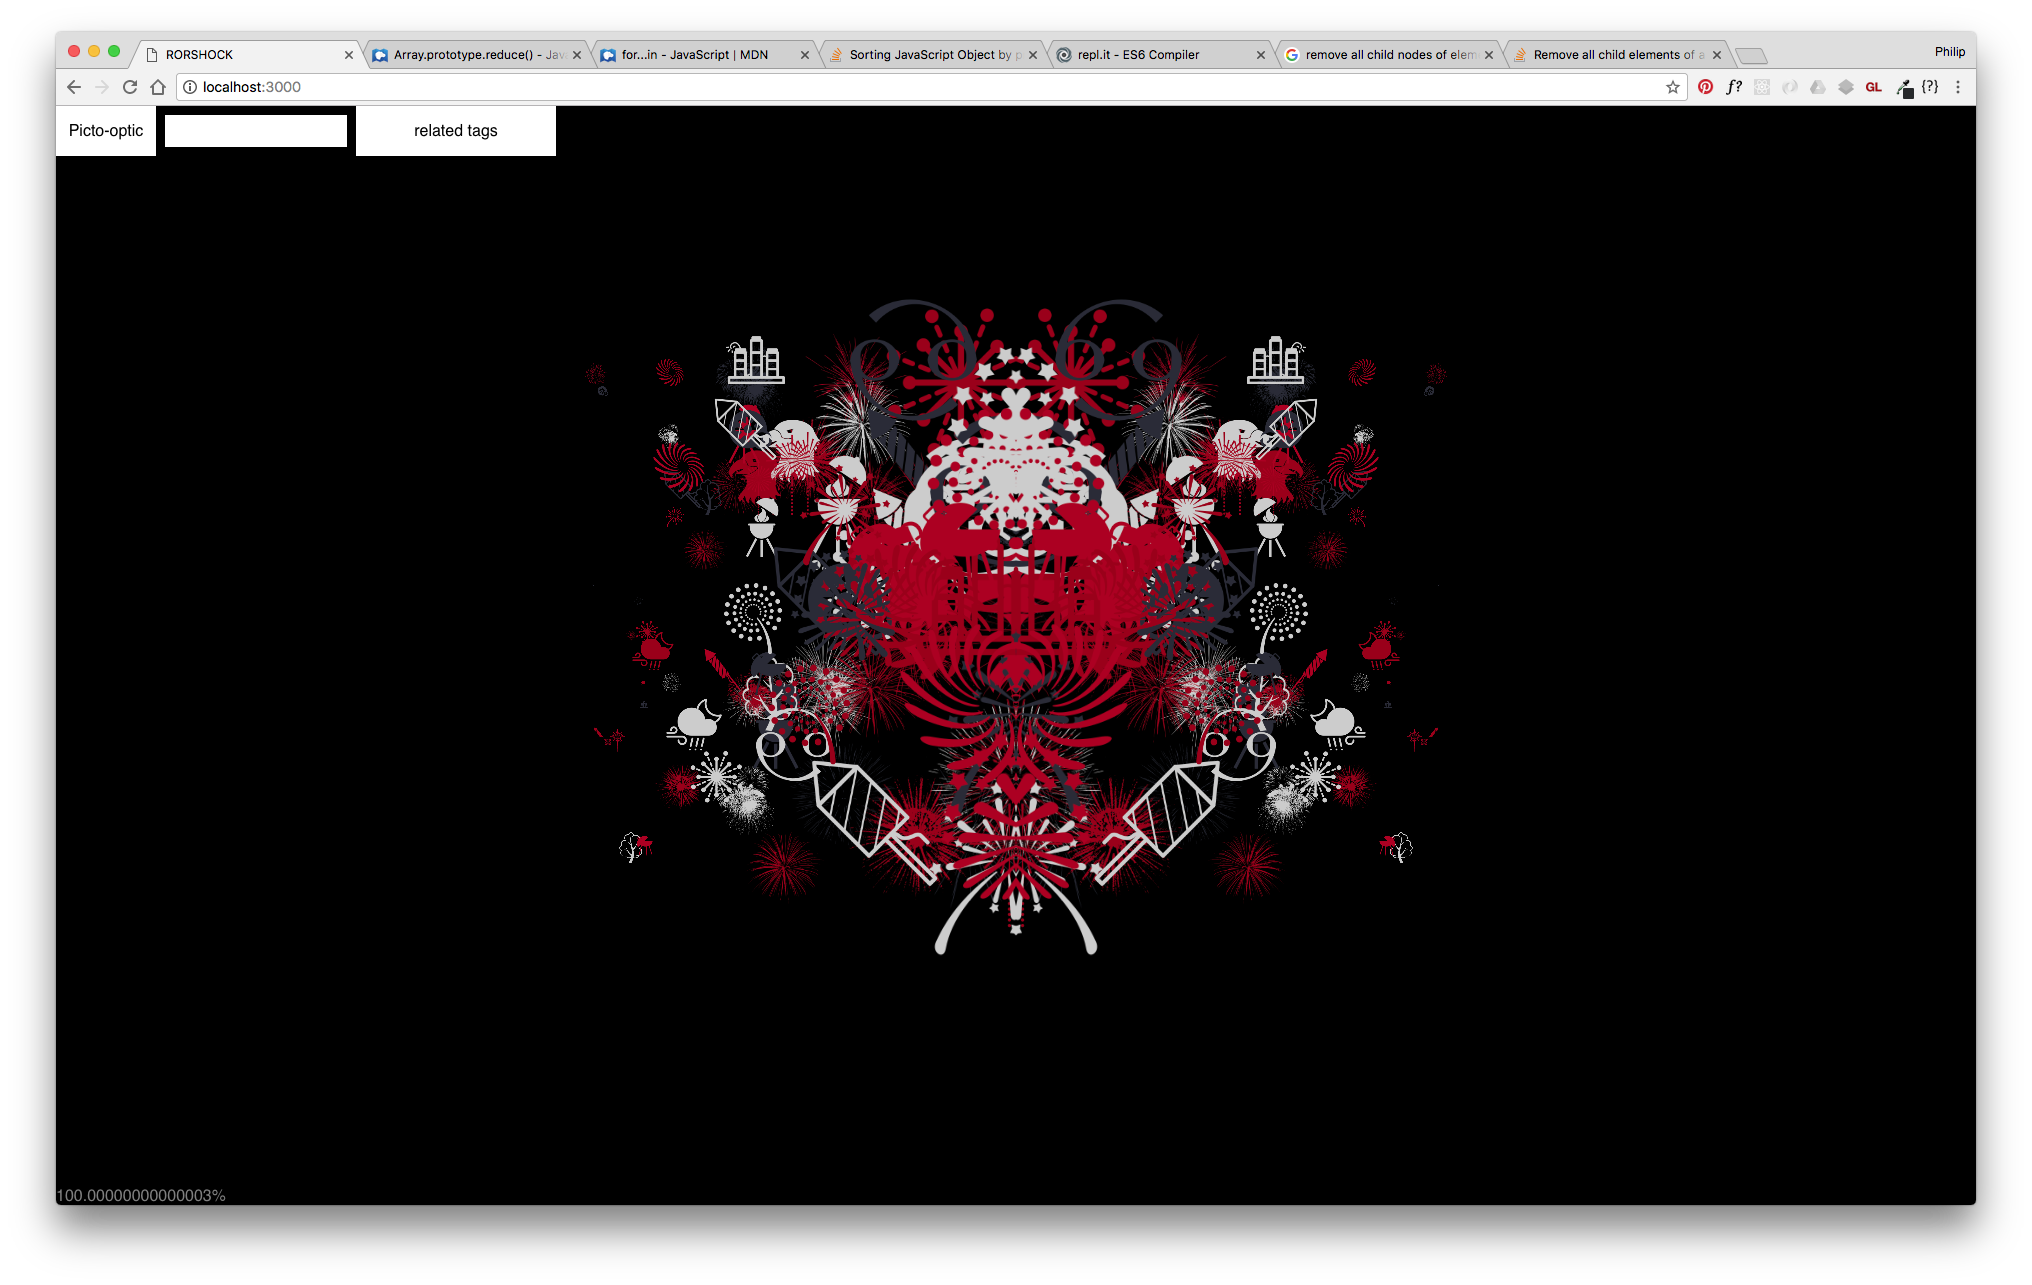 RORSHOCK
Array.prototype.reduce() - Jav
for...in - JavaScript | MDN
Sorting JavaScript Object by p
repl.it - ES6 Compiler
remove all child nodes of elem
Remove all child elements of a
Philip
localhost:3000
f?
GL
{?}
Picto-optic
related tags
100.00000000000003%